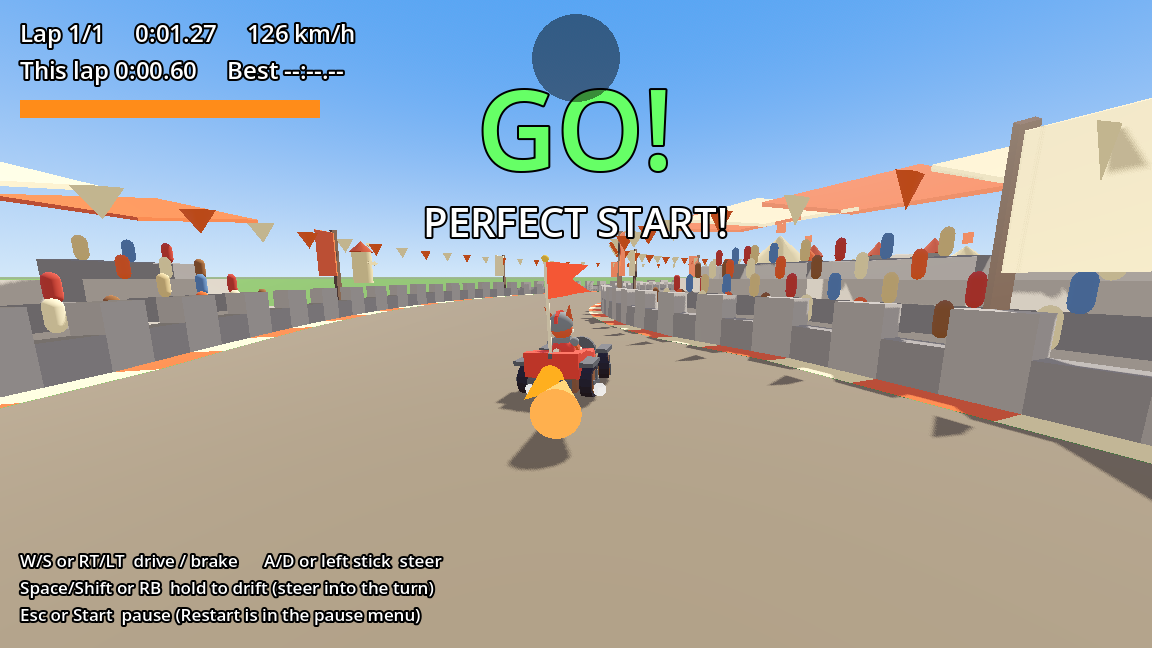 Lap 1/1 0:01.27 126 km/h
This lap 0:00.60 Best --:--.--
GO!
PERFECT START!
W/S or RT/LT drive / brake A/D or left stick steer
Space/Shift or RB hold to drift (steer into the turn)
Esc or Start pause (Restart is in the pause menu)